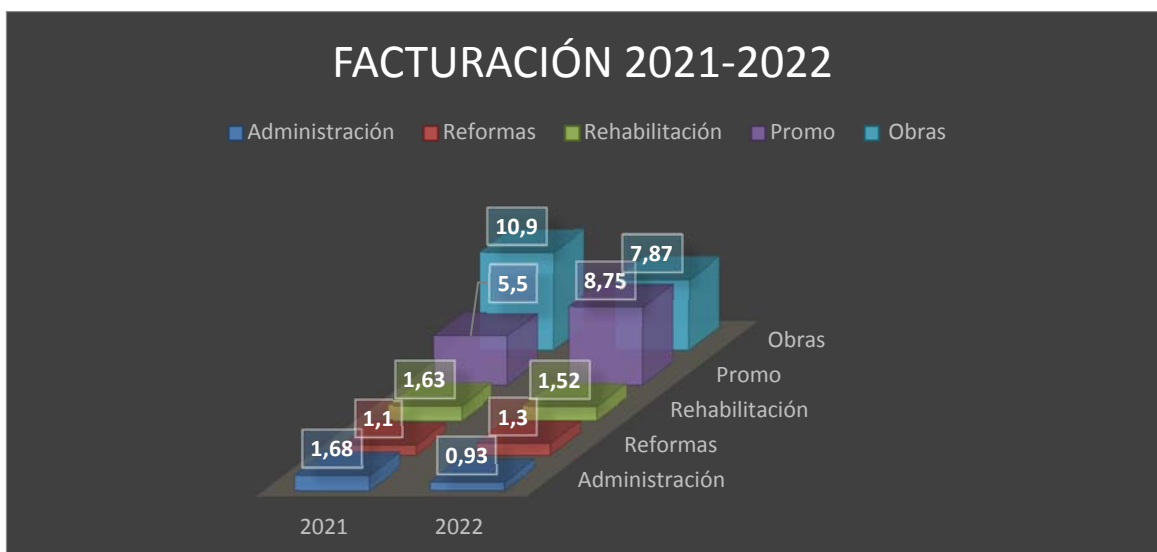 FACTURACIÓN 2021-2022
Administración Reformas Rehabilitación Promo Obras
10,9
7,87
5,5
8,75
Obras
Promo
1,63
1,52
Rehabilitación
1,1
1,3
Reformas
1,68
0,93
Administración
2021 2022